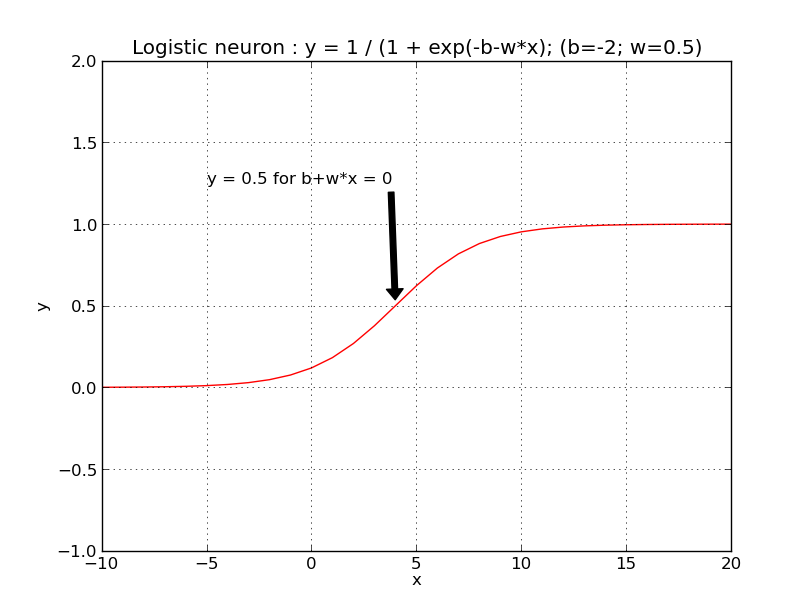 Logistic neuron : y = 1 / (1 + exp(-b-w*x); (b=-2; w=0.5)
2.0
1.5
y = 0.5 for b+w*x = 0
1.0
0.5
y
0.0
−0.5
−1.0
−10 −5 0 5 10 15 20
x